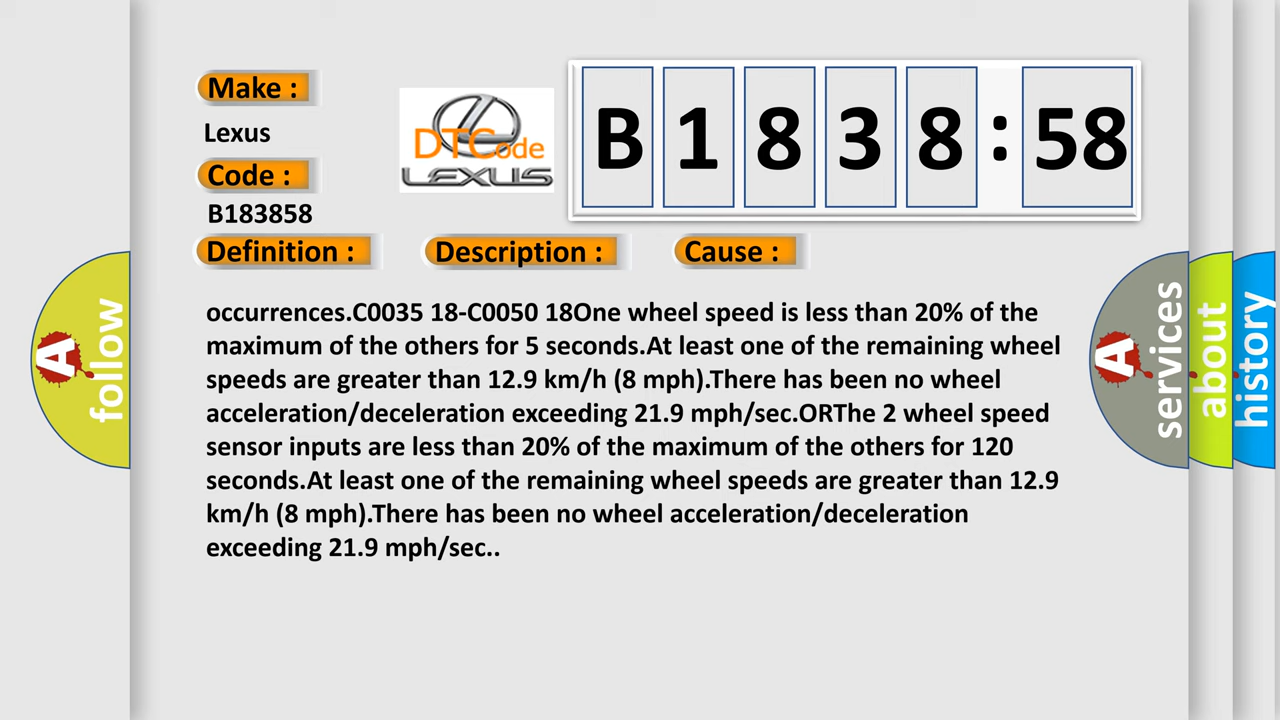 Make :
Lexus
Code :
B183858
DTCode
LEXUS
B 1 8 3 8 : 58
Definition :
Description :
Cause :
occurrences.C0035 18-C0050 18One wheel speed is less than 20% of the
maximum of the others for 5 seconds.At least one of the remaining wheel
speeds are greater than 12.9 km/h (8 mph).There has been no wheel
acceleration/deceleration exceeding 21.9 mph/sec.ORThe 2 wheel speed
sensor inputs are less than 20% of the maximum of the others for 120
seconds.At least one of the remaining wheel speeds are greater than 12.9
km/h (8 mph).There has been no wheel acceleration/deceleration
exceeding 21.9 mph/sec..
A
follow
A
services
about
history